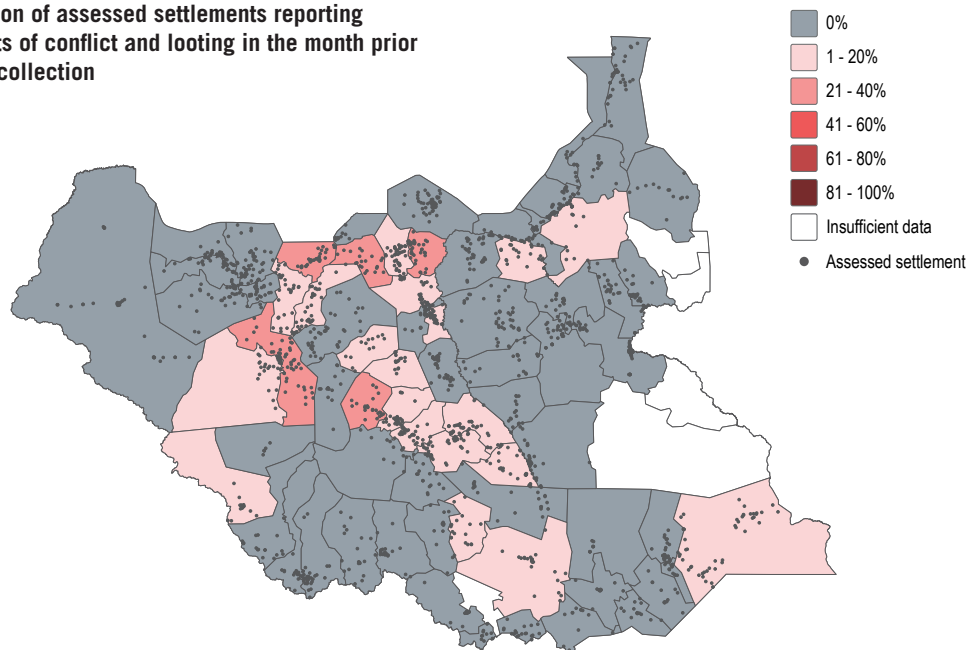 of assessed settlements reporting
of conflict and looting in the month prior
collection
0%
1 - 20%
21 - 40%
41 - 60%
61 - 80%
81 - 100%
Insufficient data
Assessed settlement